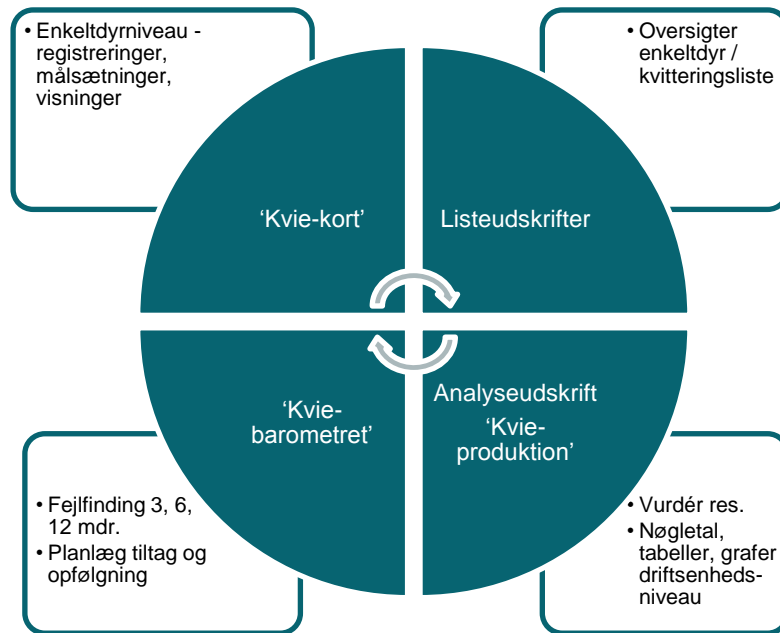 • Enkeltdyrniveau -
registreringer,
målsætninger,
visninger
• Oversigter
enkeltdyr /
kvitteringsliste
‘Kvie-kort’
Listeudskrifter
‘Kvie-
barometret’
Analyseudskrift
‘Kvie-
produktion’
• Fejlfinding 3, 6,
12 mdr.
• Planlæg tiltag og
opfølgning
• Vurdér res.
• Nøgletal,
tabeller, grafer
driftsenheds-
niveau